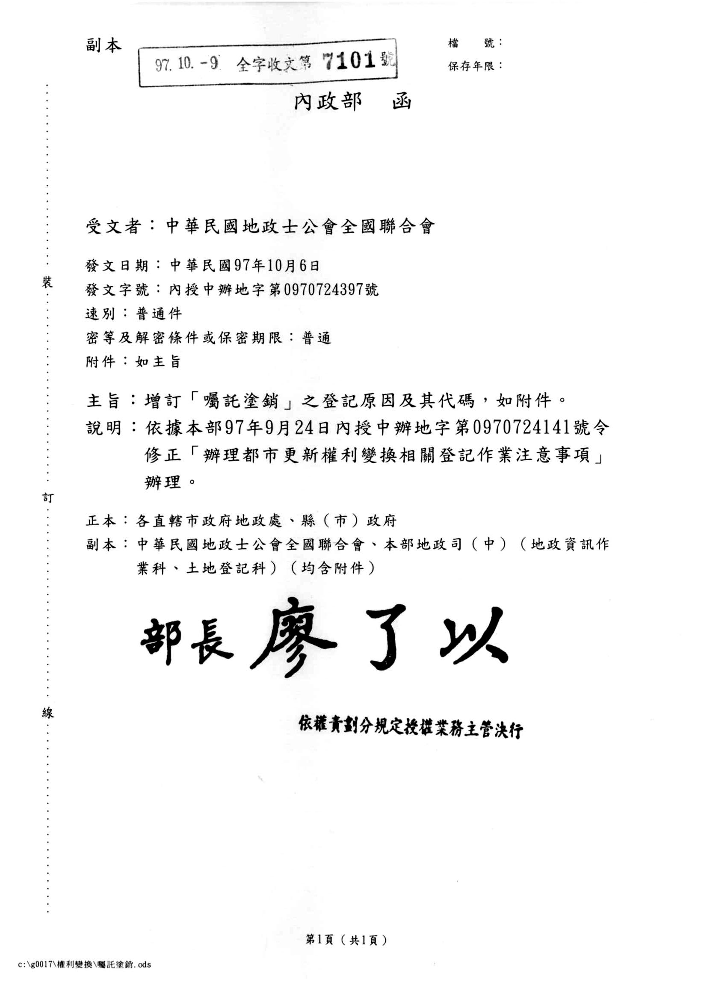 副本
97.10.-9 全字收文第7101號
檔　　號：
保存年限：
內政部　函
受文者：中華民國地政士公會全國聯合會
發文日期：中華民國97年10月6日
發文字號：內授中辦地字第0970724397號
速別：普通件
密等及解密條件或保密期限：普通
附件：如主旨
主旨：增訂「囑託塗銷」之登記原因及其代碼，如附件。
說明：依據本部97年9月24日內授中辦地字第0970724141號令
修正「辦理都市更新權利變換相關登記作業注意事項」
辦理。
正本：各直轄市政府地政處、縣（市）政府
副本：中華民國地政士公會全國聯合會、本部地政司（中）（地政資訊作
業科、土地登記科）（均含附件）
部長 廖了以
依權責劃分規定授權業務主管決行
裝
訂
線
第1頁（共1頁）
c:\g0017\權利變換\囑託塗銷.ods